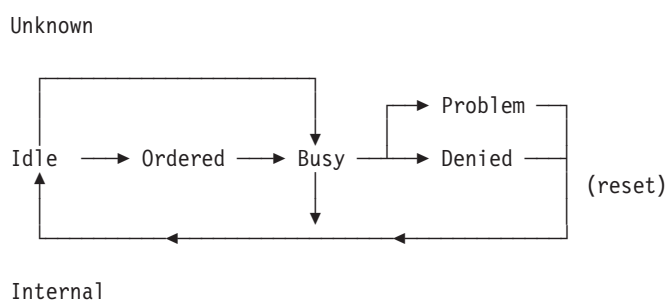 Unknown
Problem
Idle Ordered Busy Denied
(reset)
Internal